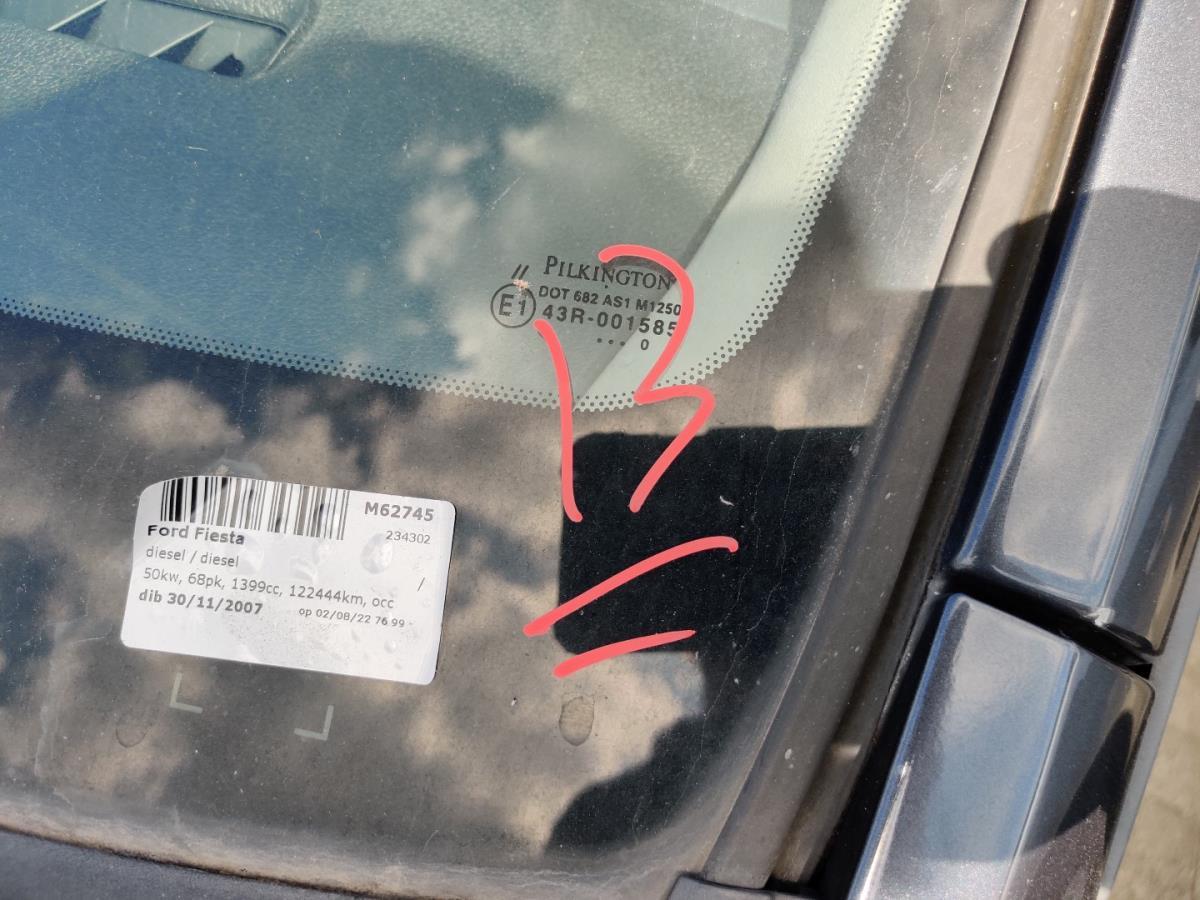 //
PILKINGTON
E1 DOT 682 AS1 M1250
43R-001585
... 0
13
M62745
Ford Fiesta 234302
diesel / diesel
50kw, 68pk, 1399cc, 122444km, occ /
dib 30/11/2007 op 02/08/22 76 99 -